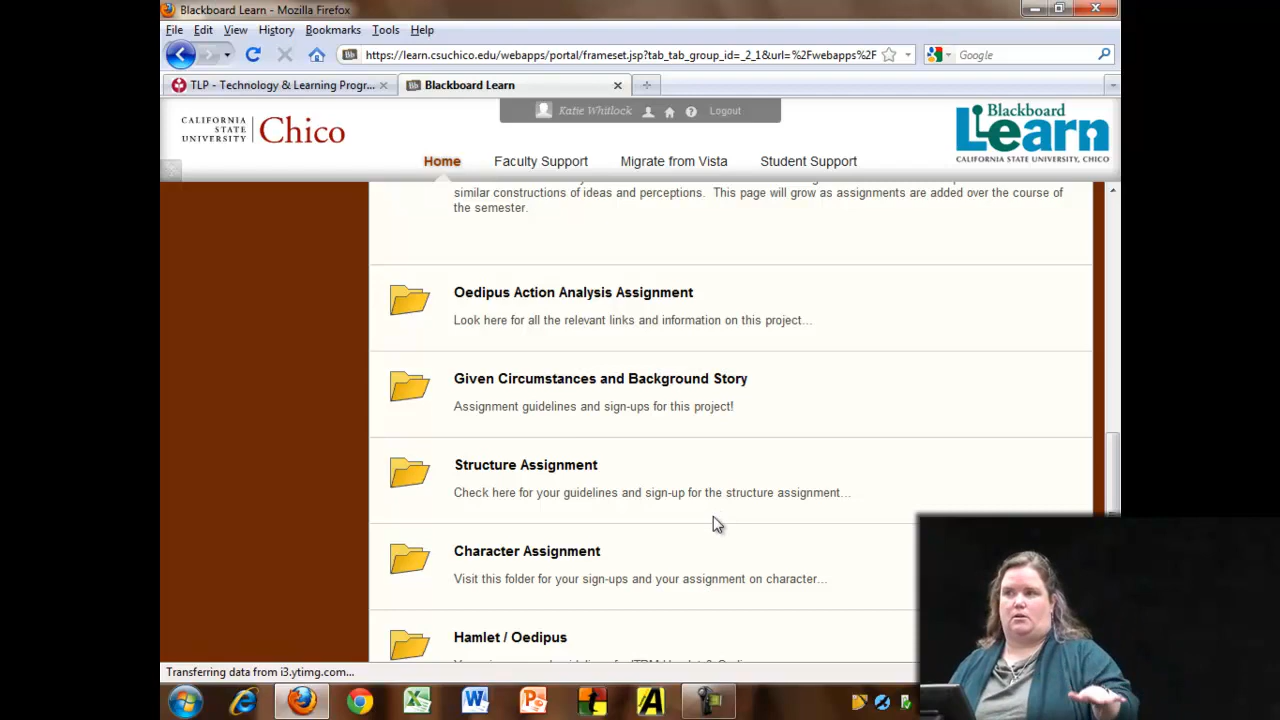 Blackboard Learn - Mozilla Firefox
File Edit View History Bookmarks Tools Help
https://learn.csuchico.edu/webapps/portal/frameset.jsp?tab_tab_group_id=_2_1&url=%2Fwebapps%2F
Google
TLP - Technology & Learning Progr...
Blackboard Learn
Katie Whitlock
Logout
CALIFORNIA
STATE
UNIVERSITY,
Chico
Blackboard
Learn
CALIFORNIA STATE UNIVERSITY, CHICO
Home Faculty Support Migrate from Vista Student Support
similar constructions of ideas and perceptions. This page will grow as assignments are added over the course of
the semester.
Oedipus Action Analysis Assignment
Look here for all the relevant links and information on this project...
Given Circumstances and Background Story
Assignment guidelines and sign-ups for this project!
Structure Assignment
Check here for your guidelines and sign-up for the structure assignment...
Character Assignment
Visit this folder for your sign-ups and your assignment on character...
Hamlet / Oedipus
Transferring data from i3.ytimg.com...